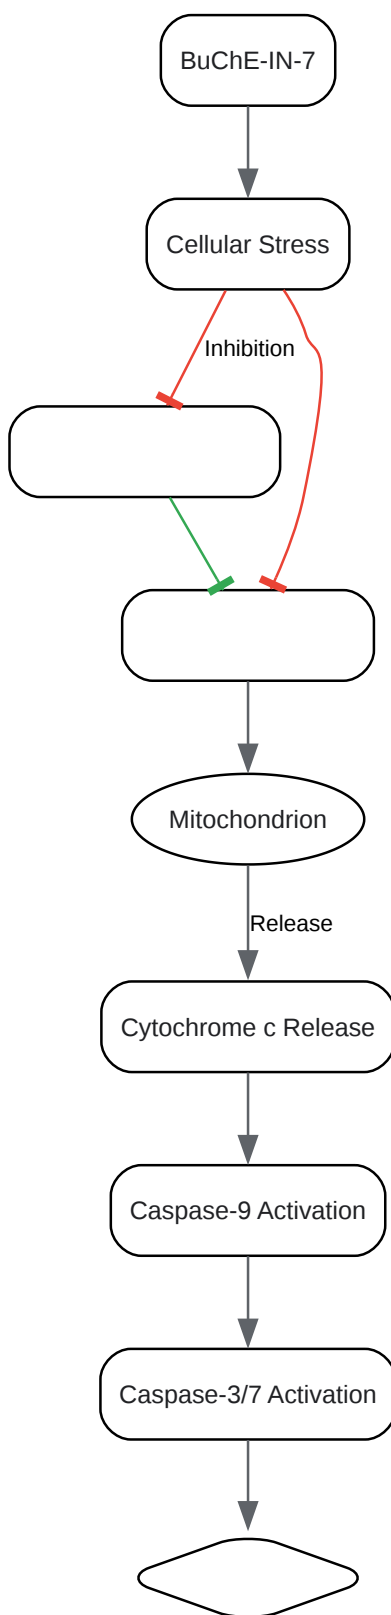 BuChE-IN-7
Cellular Stress
Inhibition
Mitochondrion
Release
Cytochrome c Release
Caspase-9 Activation
Caspase-3/7 Activation